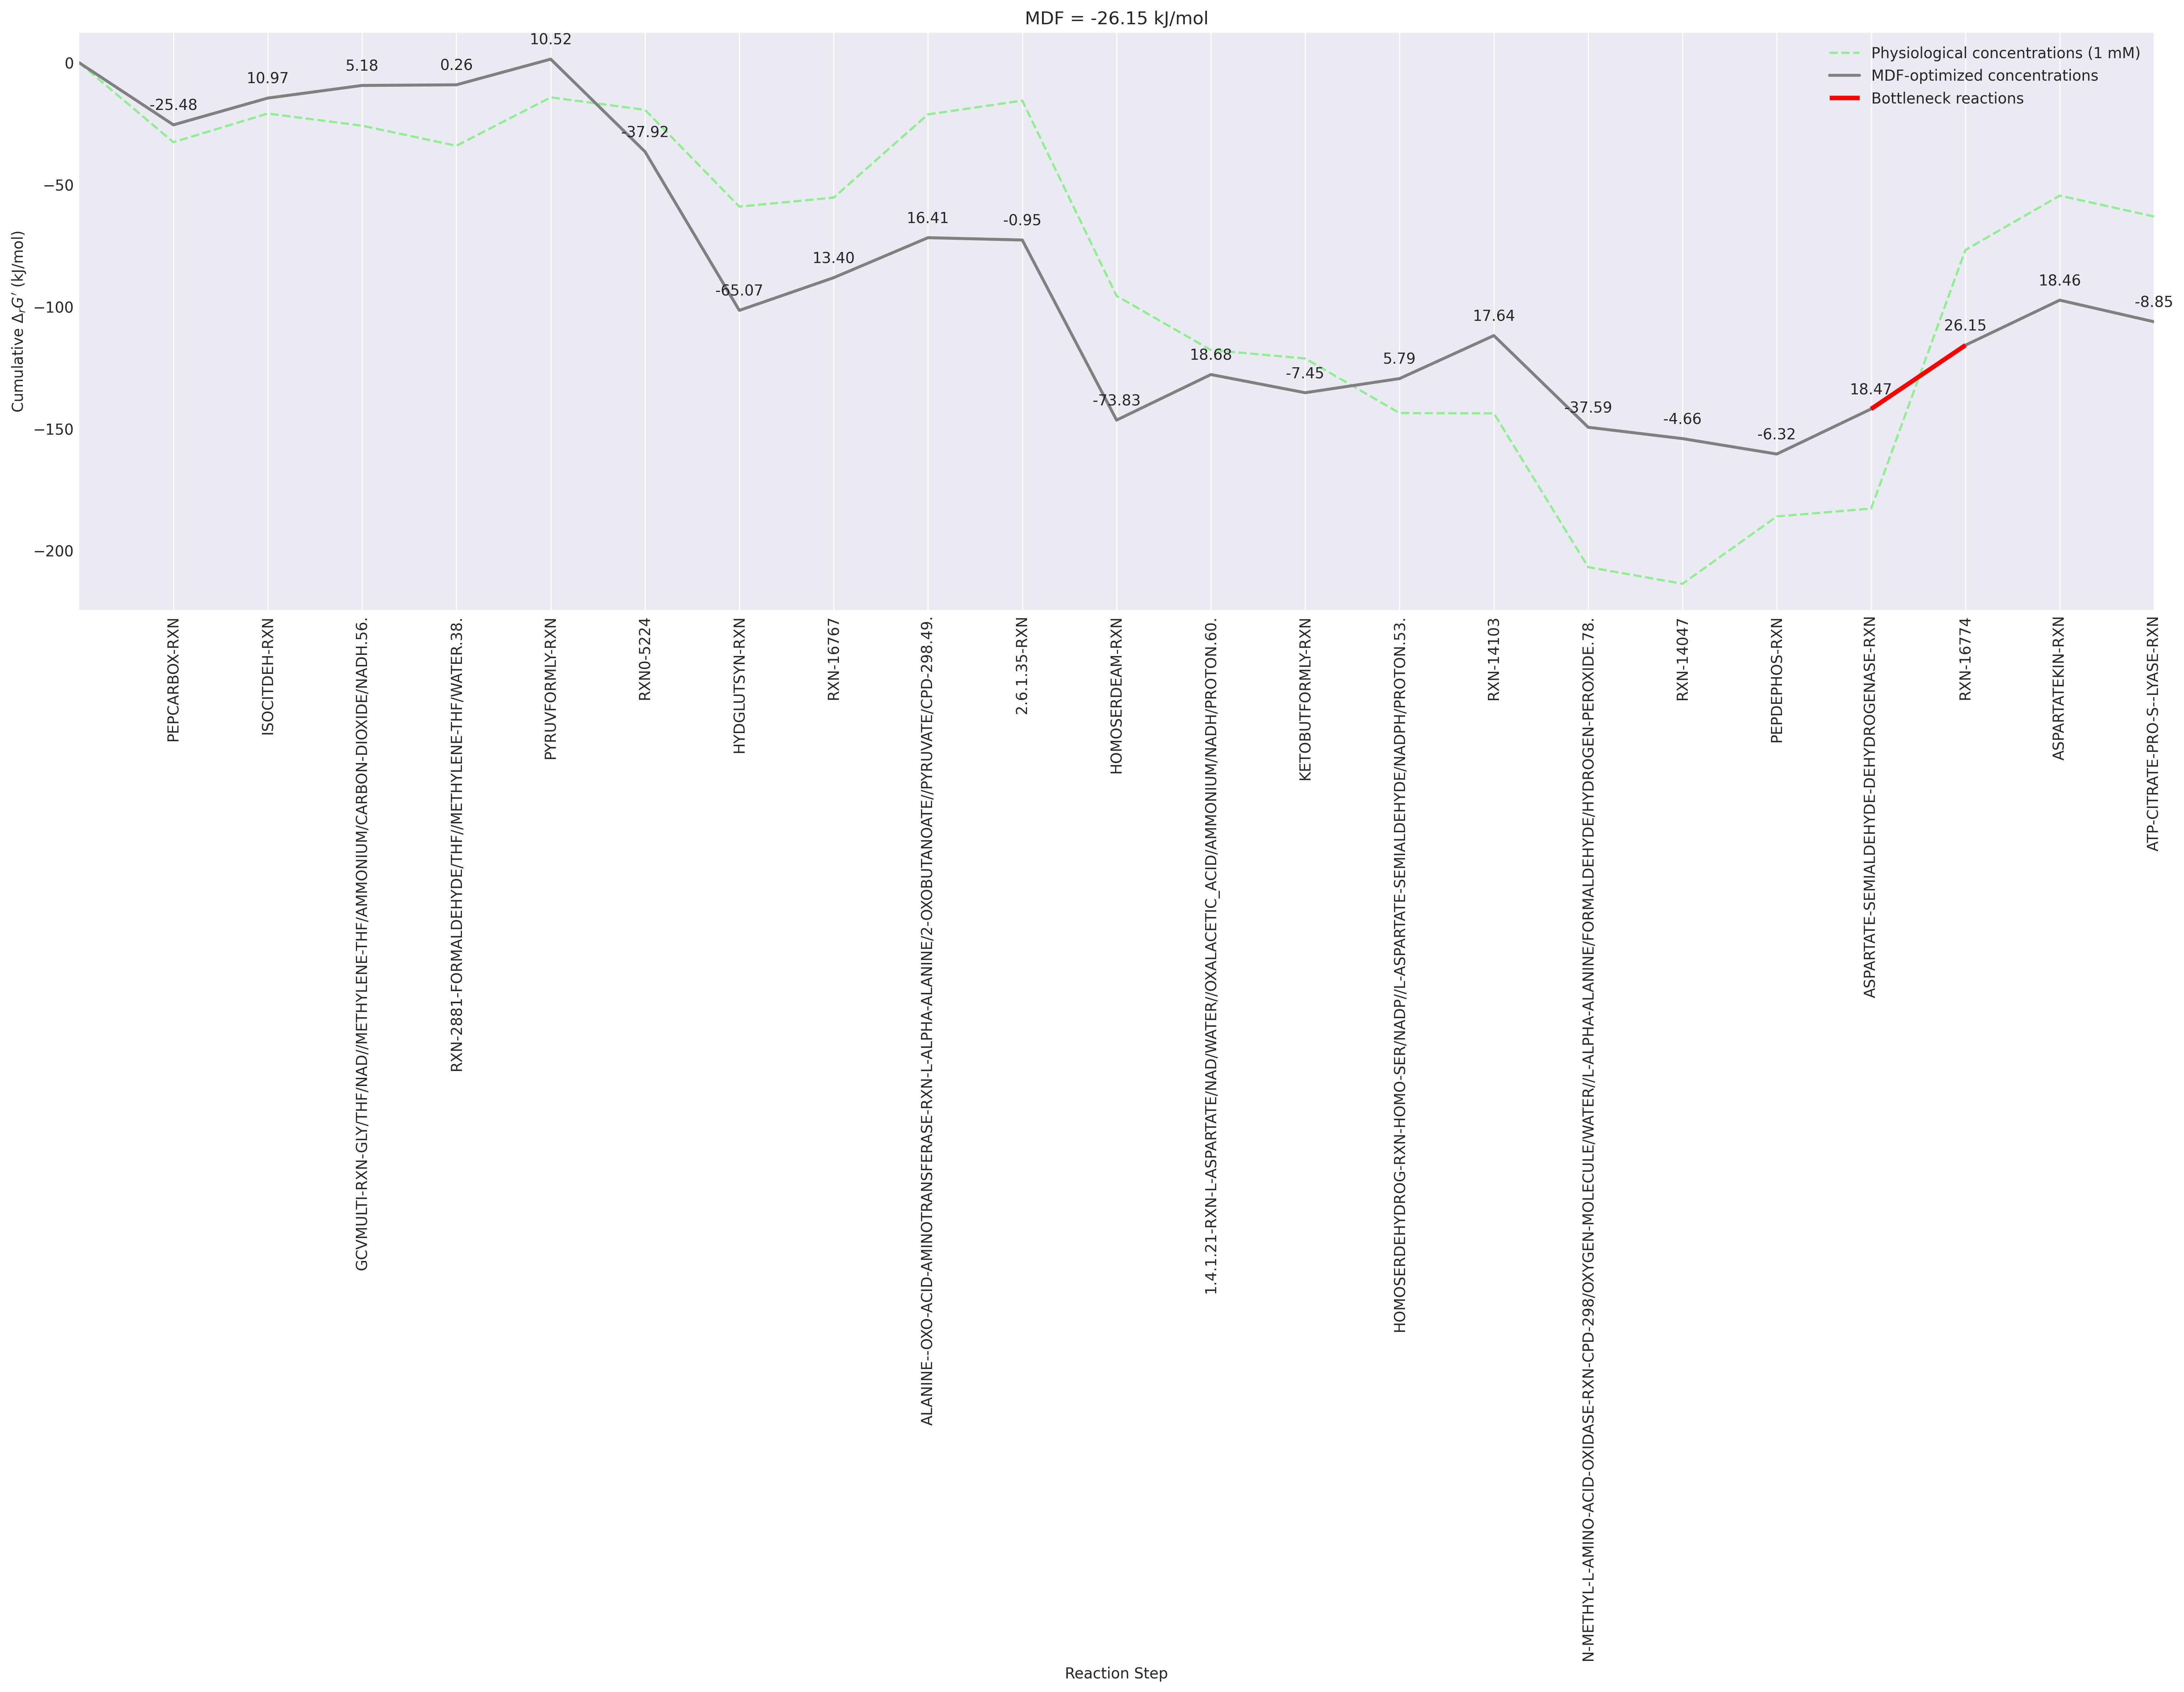 MDF = -26.15 kJ/mol
Physiological concentrations (1 mM)
MDF-optimized concentrations
Bottleneck reactions
Cumulative ΔrG′ (kJ/mol)
0
−50
−100
−150
−200
-25.48
10.97
5.18
0.26
10.52
-37.92
-65.07
13.40
16.41
-0.95
-73.83
18.68
-7.45
5.79
17.64
-37.59
-4.66
-6.32
18.47
26.15
18.46
-8.85
PEPCARBOX-RXN
ISOCITDEH-RXN
GCVMULTI-RXN-GLY/THF/NAD//METHYLENE-THF/AMMONIUM/CARBON-DIOXIDE/NADH.56.
RXN-2881-FORMALDEHYDE/THF//METHYLENE-THF/WATER.38.
PYRUVFORMLY-RXN
RXN0-5224
HYDGLUTSYN-RXN
RXN-16767
ALANINE--OXO-ACID-AMINOTRANSFERASE-RXN-L-ALPHA-ALANINE/2-OXOBUTANOATE//PYRUVATE/CPD-298.49.
2.6.1.35-RXN
HOMOSERDEAM-RXN
1.4.1.21-RXN-L-ASPARTATE/NAD/WATER//OXALACETIC_ACID/AMMONIUM/NADH/PROTON.60.
KETOBUTFORMLY-RXN
HOMOSERDEHYDROG-RXN-HOMO-SER/NADP//L-ASPARTATE-SEMIALDEHYDE/NADPH/PROTON.53.
RXN-14103
N-METHYL-L-AMINO-ACID-OXIDASE-RXN-CPD-298/OXYGEN-MOLECULE/WATER//L-ALPHA-ALANINE/FORMALDEHYDE/HYDROGEN-PEROXIDE.78.
RXN-14047
PEPDEPHOS-RXN
ASPARTATE-SEMIALDEHYDE-DEHYDROGENASE-RXN
RXN-16774
ASPARTATEKIN-RXN
ATP-CITRATE-PRO-S--LYASE-RXN
Reaction Step